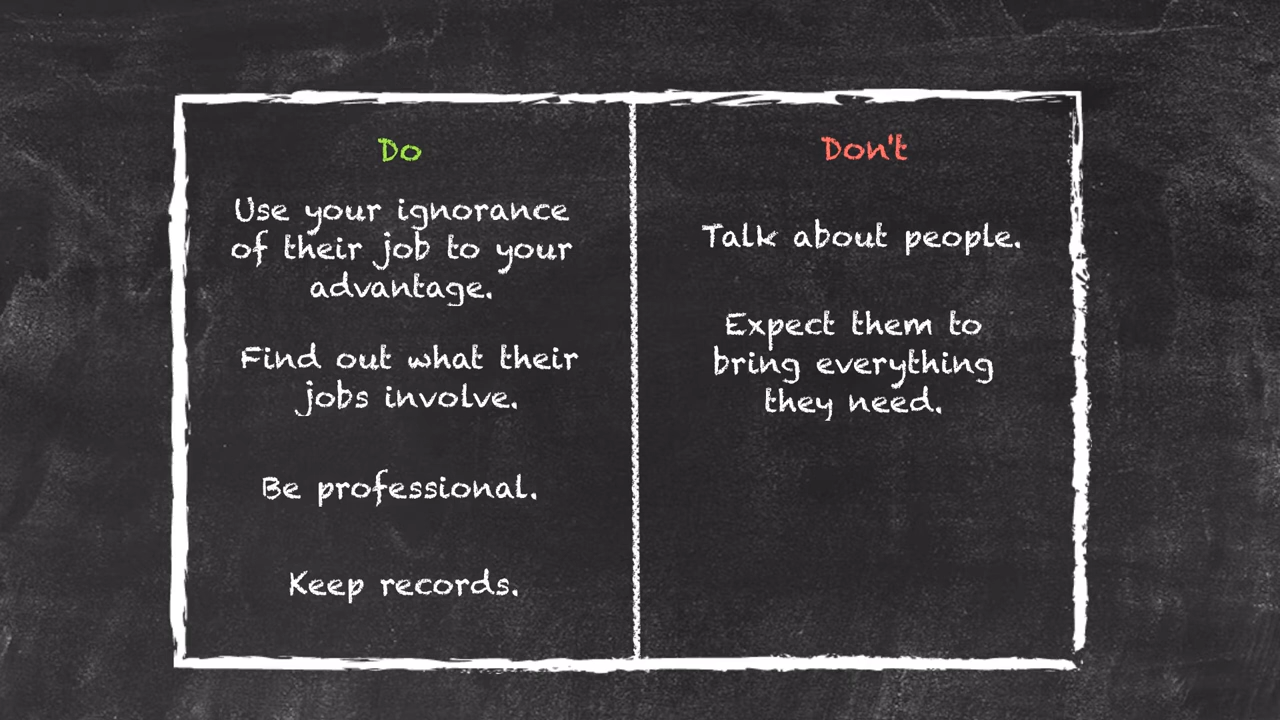 Do
Use your ignorance
of their job to your
advantage.
Find out what their
jobs involve.
Be professional.
Keep records.
Don't
Talk about people.
Expect them to
bring everything
they need.